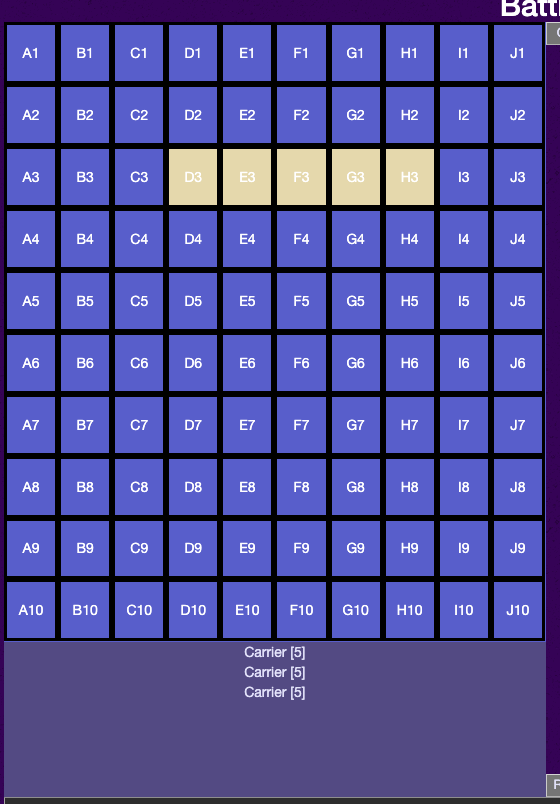 Batt
A1 B1 C1 D1 E1 F1 G1 H1 I1 J1
A2 B2 C2 D2 E2 F2 G2 H2 I2 J2
A3 B3 C3 D3 E3 F3 G3 H3 I3 J3
A4 B4 C4 D4 E4 F4 G4 H4 I4 J4
A5 B5 C5 D5 E5 F5 G5 H5 I5 J5
A6 B6 C6 D6 E6 F6 G6 H6 I6 J6
A7 B7 C7 D7 E7 F7 G7 H7 I7 J7
A8 B8 C8 D8 E8 F8 G8 H8 I8 J8
A9 B9 C9 D9 E9 F9 G9 H9 I9 J9
A10 B10 C10 D10 E10 F10 G10 H10 I10 J10
Carrier [5]
Carrier [5]
Carrier [5]